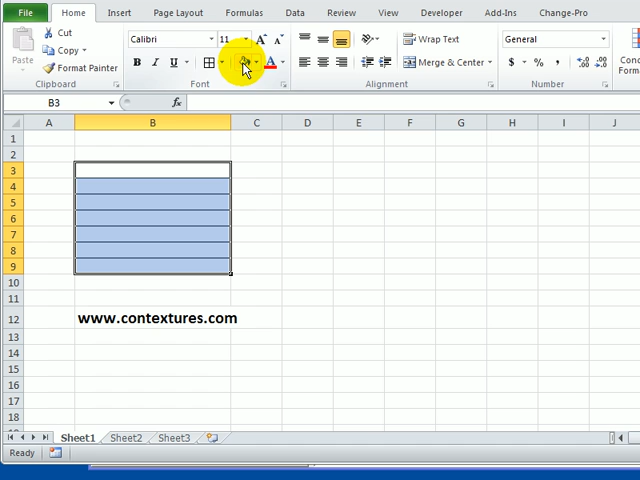 File Home Insert Page Layout Formulas Data Review View Developer Add-Ins Change-Pro
Paste Cut Copy Format Painter Clipboard
Calibri 11 A A B I U A Font
Wrap Text Merge & Center Alignment
General $ % , Number
B3 fx
A B C D E F G H I J
1
2
3
4
5
6
7
8
9
10
11
12 www.contextures.com
13
14
15
16
17
18
Sheet1 Sheet2 Sheet3
Ready